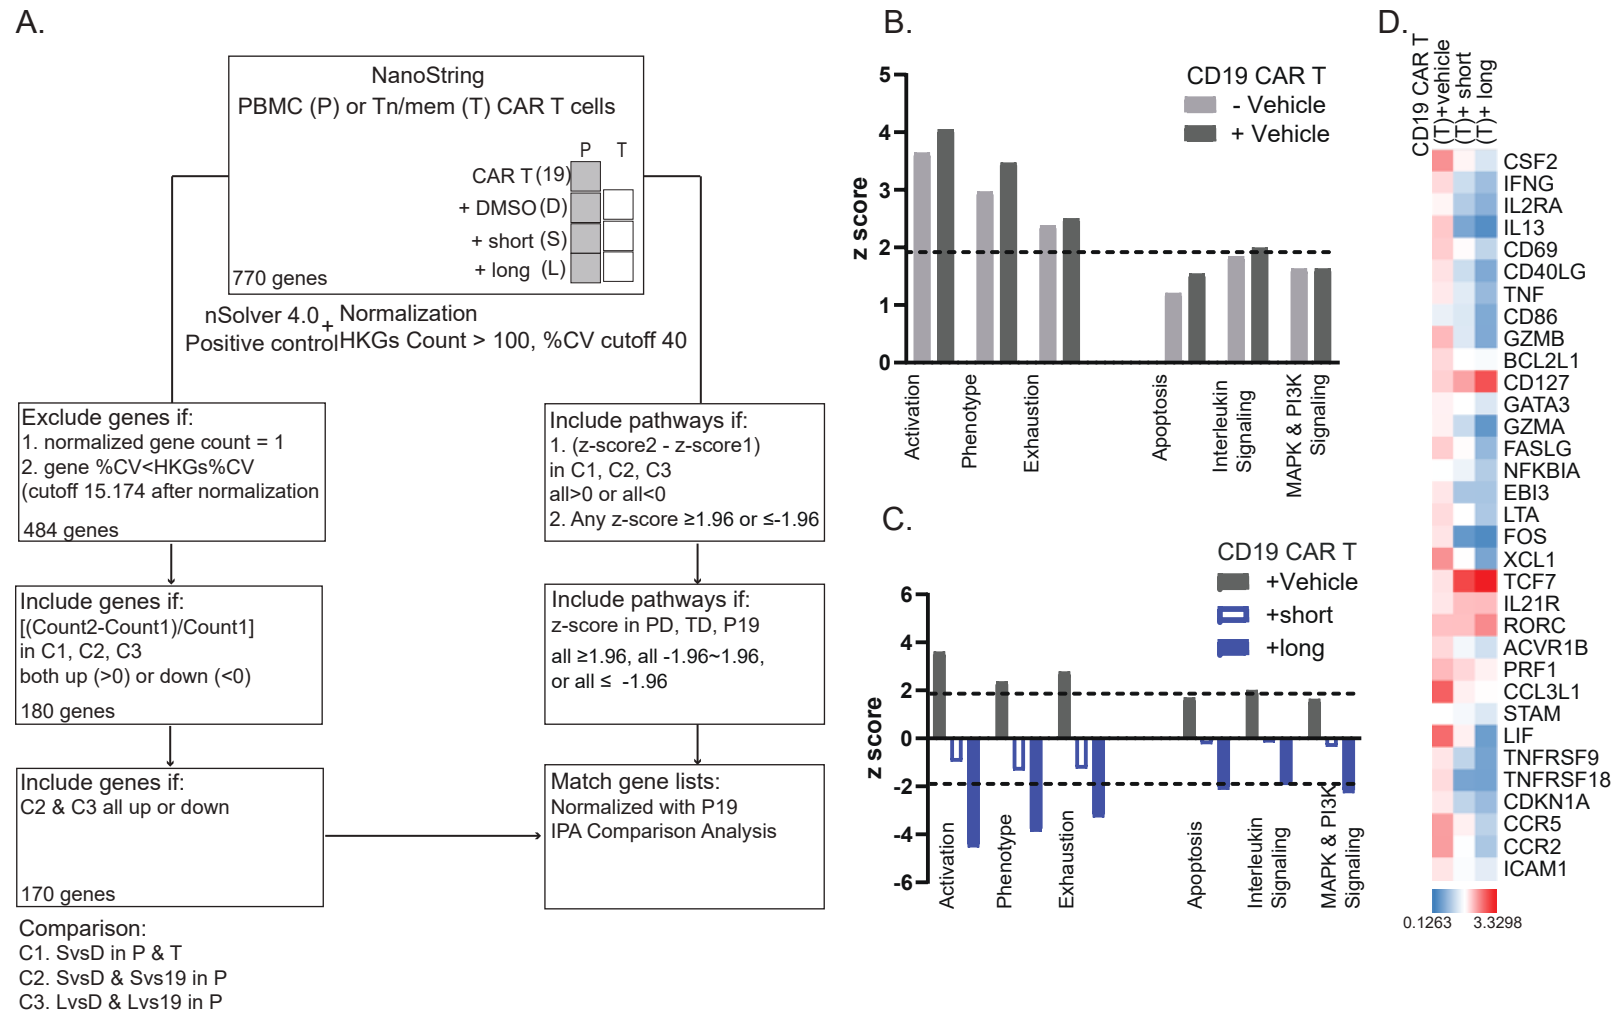 A.
NanoString
PBMC (P) or Tn/mem (T) CAR T cells
P T
CAR T (19)
+ DMSO (D)
+ short (S)
+ long (L)
770 genes
nSolver 4.0
Positive control
+
Normalization
HKGs Count > 100, %CV cutoff 40
Exclude genes if:
1. normalized gene count = 1
2. gene %CV<HKGs%CV
(cutoff 15.174 after normalization
484 genes
Include genes if:
[(Count2-Count1)/Count1]
in C1, C2, C3
both up (>0) or down (<0)
180 genes
Include genes if:
C2 & C3 all up or down
170 genes
Comparison:
C1. SvsD in P & T
C2. SvsD & Svs19 in P
C3. LvsD & Lvs19 in P
Include pathways if:
1. (z-score2 - z-score1)
in C1, C2, C3
all>0 or all<0
2. Any z-score ≥1.96 or ≤-1.96
Include pathways if:
z-score in PD, TD, P19
all ≥1.96, all -1.96~1.96,
or all ≤ -1.96
Match gene lists:
Normalized with P19
IPA Comparison Analysis
B.
CD19 CAR T
- Vehicle
+ Vehicle
z score
5
4
3
2
1
0
Activation
Phenotype
Exhaustion
Apoptosis
Interleukin
Signaling
MAPK & PI3K
Signaling
C.
CD19 CAR T
+Vehicle
+short
+long
z score
6
4
2
0
-2
-4
-6
Activation
Phenotype
Exhaustion
Apoptosis
Interleukin
Signaling
MAPK & PI3K
Signaling
D.
CD19 CAR T
(T)+vehicle
(T)+ short
(T)+ long
CSF2
IFNG
IL2RA
IL13
CD69
CD40LG
TNF
CD86
GZMB
BCL2L1
CD127
GATA3
GZMA
FASLG
NFKBIA
EBI3
LTA
FOS
XCL1
TCF7
IL21R
RORC
ACVR1B
PRF1
CCL3L1
STAM
LIF
TNFRSF9
TNFRSF18
CDKN1A
CCR5
CCR2
ICAM1
0.1263 3.3298